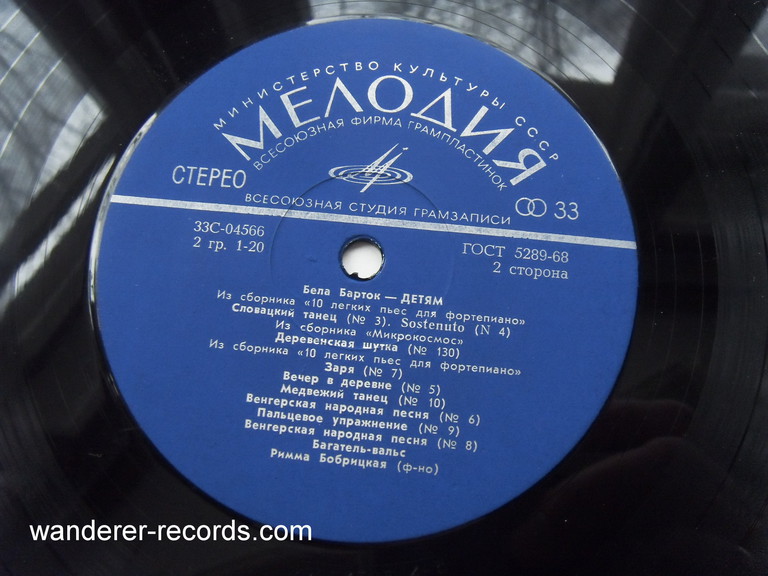 МИНИСТЕРСТВО КУЛЬТУРЫ СССР
МЕЛОДИЯ
ВСЕСОЮЗНАЯ ФИРМА ГРАМПЛАСТИНОК
СТЕРЕО
33
ВСЕСОЮЗНАЯ СТУДИЯ ГРАМЗАПИСИ
33С-04566
2 гр. 1-20
ГОСТ 5289-68
2 сторона
Бела Барток — ДЕТЯМ
Из сборника «10 легких пьес для фортепиано»
Словацкий танец (№ 3). Sostenuto (N 4)
Из сборника «Микрокосмос»
Деревенская шутка (№ 130)
Из сборника «10 легких пьес для фортепиано»
Заря (№ 7)
Вечер в деревне (№ 5)
Медвежий танец (№ 10)
Венгерская народная песня (№ 6)
Пальцевое упражнение (№ 9)
Венгерская народная песня (№ 8)
Багатель-вальс
Римма Бобрицкая (ф-но)
wanderer-records.com